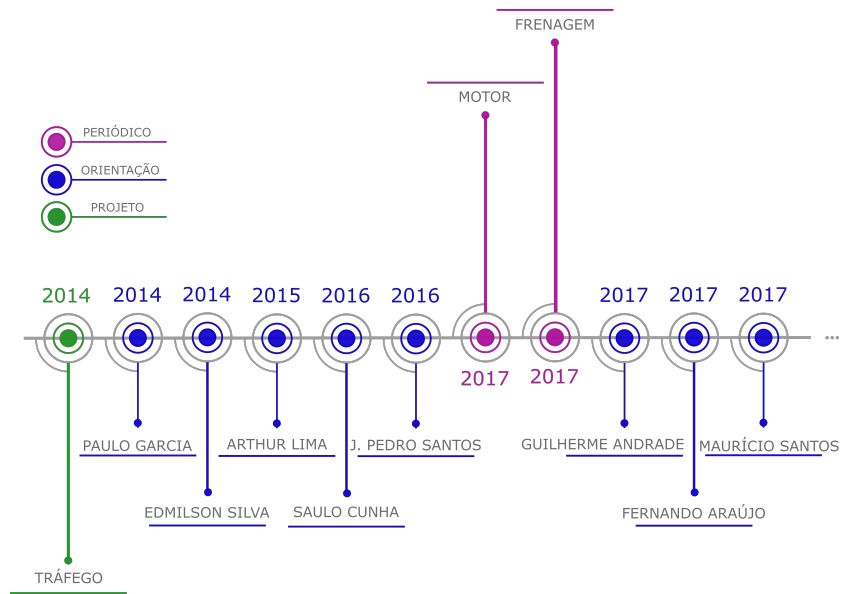 FRENAGEM
MOTOR
PERIÓDICO
ORIENTAÇÃO
PROJETO
2014
2014
2014
2015
2016
2016
2017
2017
2017
2017
2017
PAULO GARCIA
ARTHUR LIMA
J. PEDRO SANTOS
GUILHERME ANDRADE
MAURÍCIO SANTOS
EDMILSON SILVA
SAULO CUNHA
FERNANDO ARAÚJO
TRÁFEGO